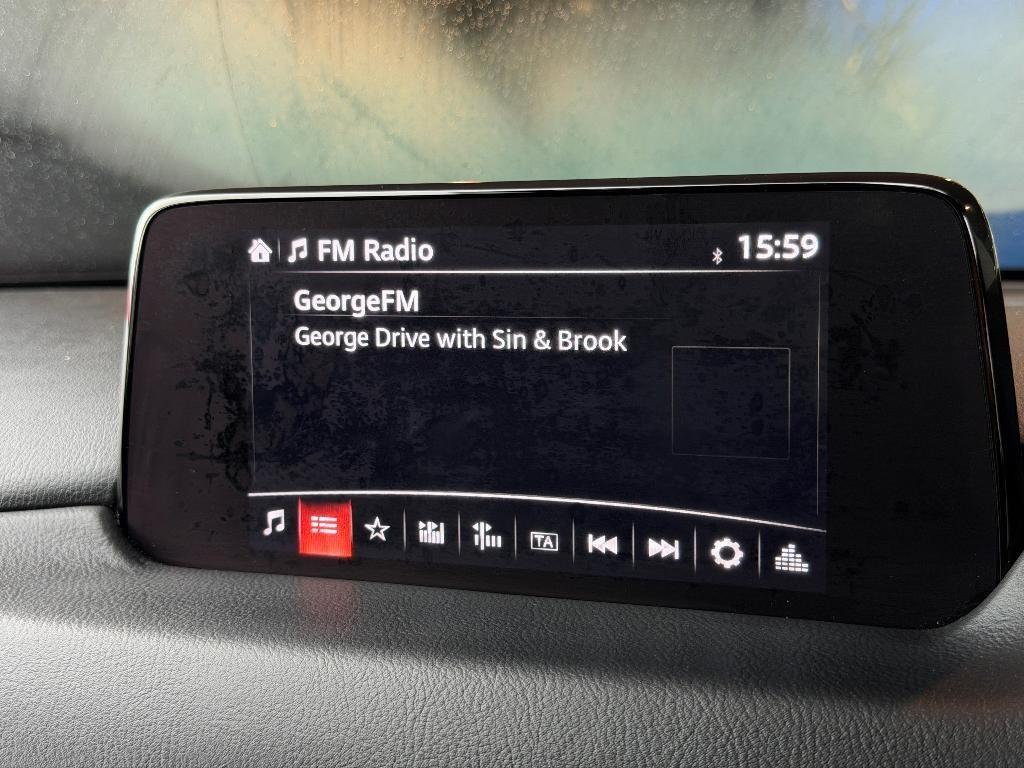 FM Radio
15:59
GeorgeFM
George Drive with Sin & Brook
TA